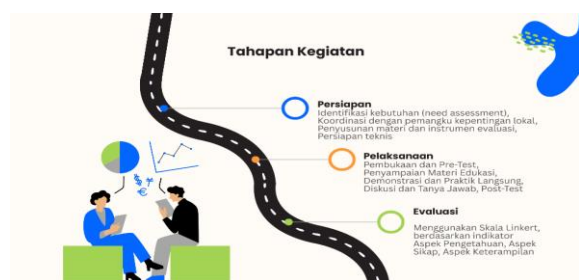 Tahapan Kegiatan
Persiapan
Identifikasi kebutuhan (need assessment),
Koordinasi dengan pemangku kepentingan lokal,
Penyusunan materi dan instrumen evaluasi,
Persiapan teknis
Pelaksanaan
Pembukaan dan Pre-Test,
Penyampaian Materi Edukasi,
Demonstrasi dan Praktik Langsung,
Diskusi dan Tanya Jawab, Post-Test
Evaluasi
Menggunakan Skala Linkert,
berdasarkan indikator
Aspek Pengetahuan, Aspek
Sikap, Aspek Keterampilan